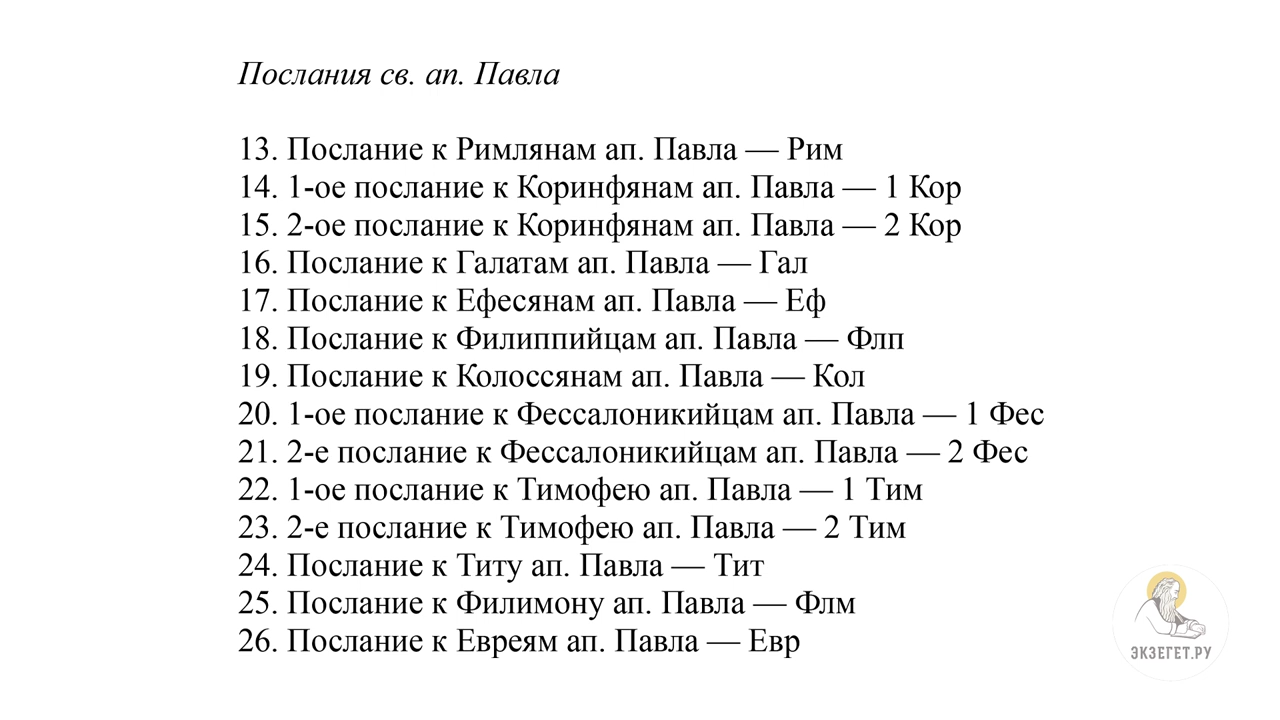 Послания св. ап. Павла
13. Послание к Римлянам ап. Павла — Рим
14. 1-ое послание к Коринфянам ап. Павла — 1 Кор
15. 2-ое послание к Коринфянам ап. Павла — 2 Кор
16. Послание к Галатам ап. Павла — Гал
17. Послание к Ефесянам ап. Павла — Еф
18. Послание к Филиппийцам ап. Павла — Флп
19. Послание к Колоссянам ап. Павла — Кол
20. 1-ое послание к Фессалоникийцам ап. Павла — 1 Фес
21. 2-е послание к Фессалоникийцам ап. Павла — 2 Фес
22. 1-ое послание к Тимофею ап. Павла — 1 Тим
23. 2-е послание к Тимофею ап. Павла — 2 Тим
24. Послание к Титу ап. Павла — Тит
25. Послание к Филимону ап. Павла — Флм
26. Послание к Евреям ап. Павла — Евр
ЭКЗЕГЕТ.РУ